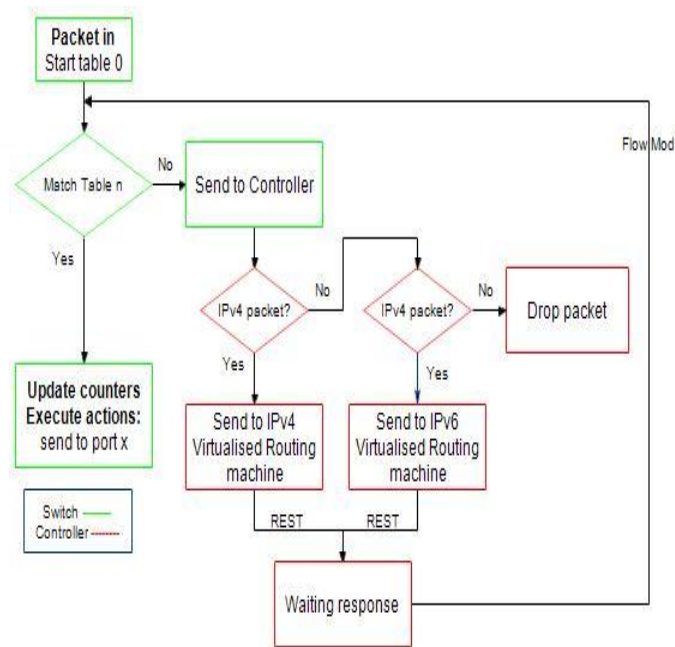 Packet in
Start table 0
Flow Mod
No
Match Table n
Send to Controller
Yes
No
No
IPv4 packet?
IPv4 packet?
Drop packet
Yes
Yes
Update counters
Execute actions:
send to port x
Send to IPv4
Virtualised Routing
machine
Send to IPv6
Virtualised Routing
machine
Switch
Controller
REST
REST
Waiting response